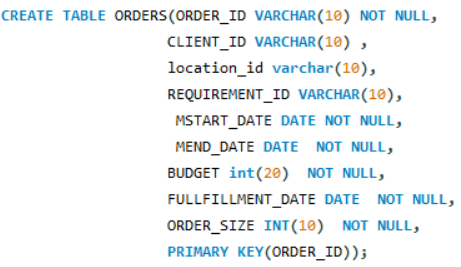 CREATE TABLE ORDERS(ORDER_ID VARCHAR(10) NOT NULL,
CLIENT_ID VARCHAR(10) ,
location_id varchar(10),
REQUIREMENT_ID VARCHAR(10),
MSTART_DATE DATE NOT NULL,
MEND_DATE DATE  NOT NULL,
BUDGET int(20)  NOT NULL,
FULLFILLMENT_DATE DATE  NOT NULL,
ORDER_SIZE INT(10)  NOT NULL,
PRIMARY KEY(ORDER_ID));